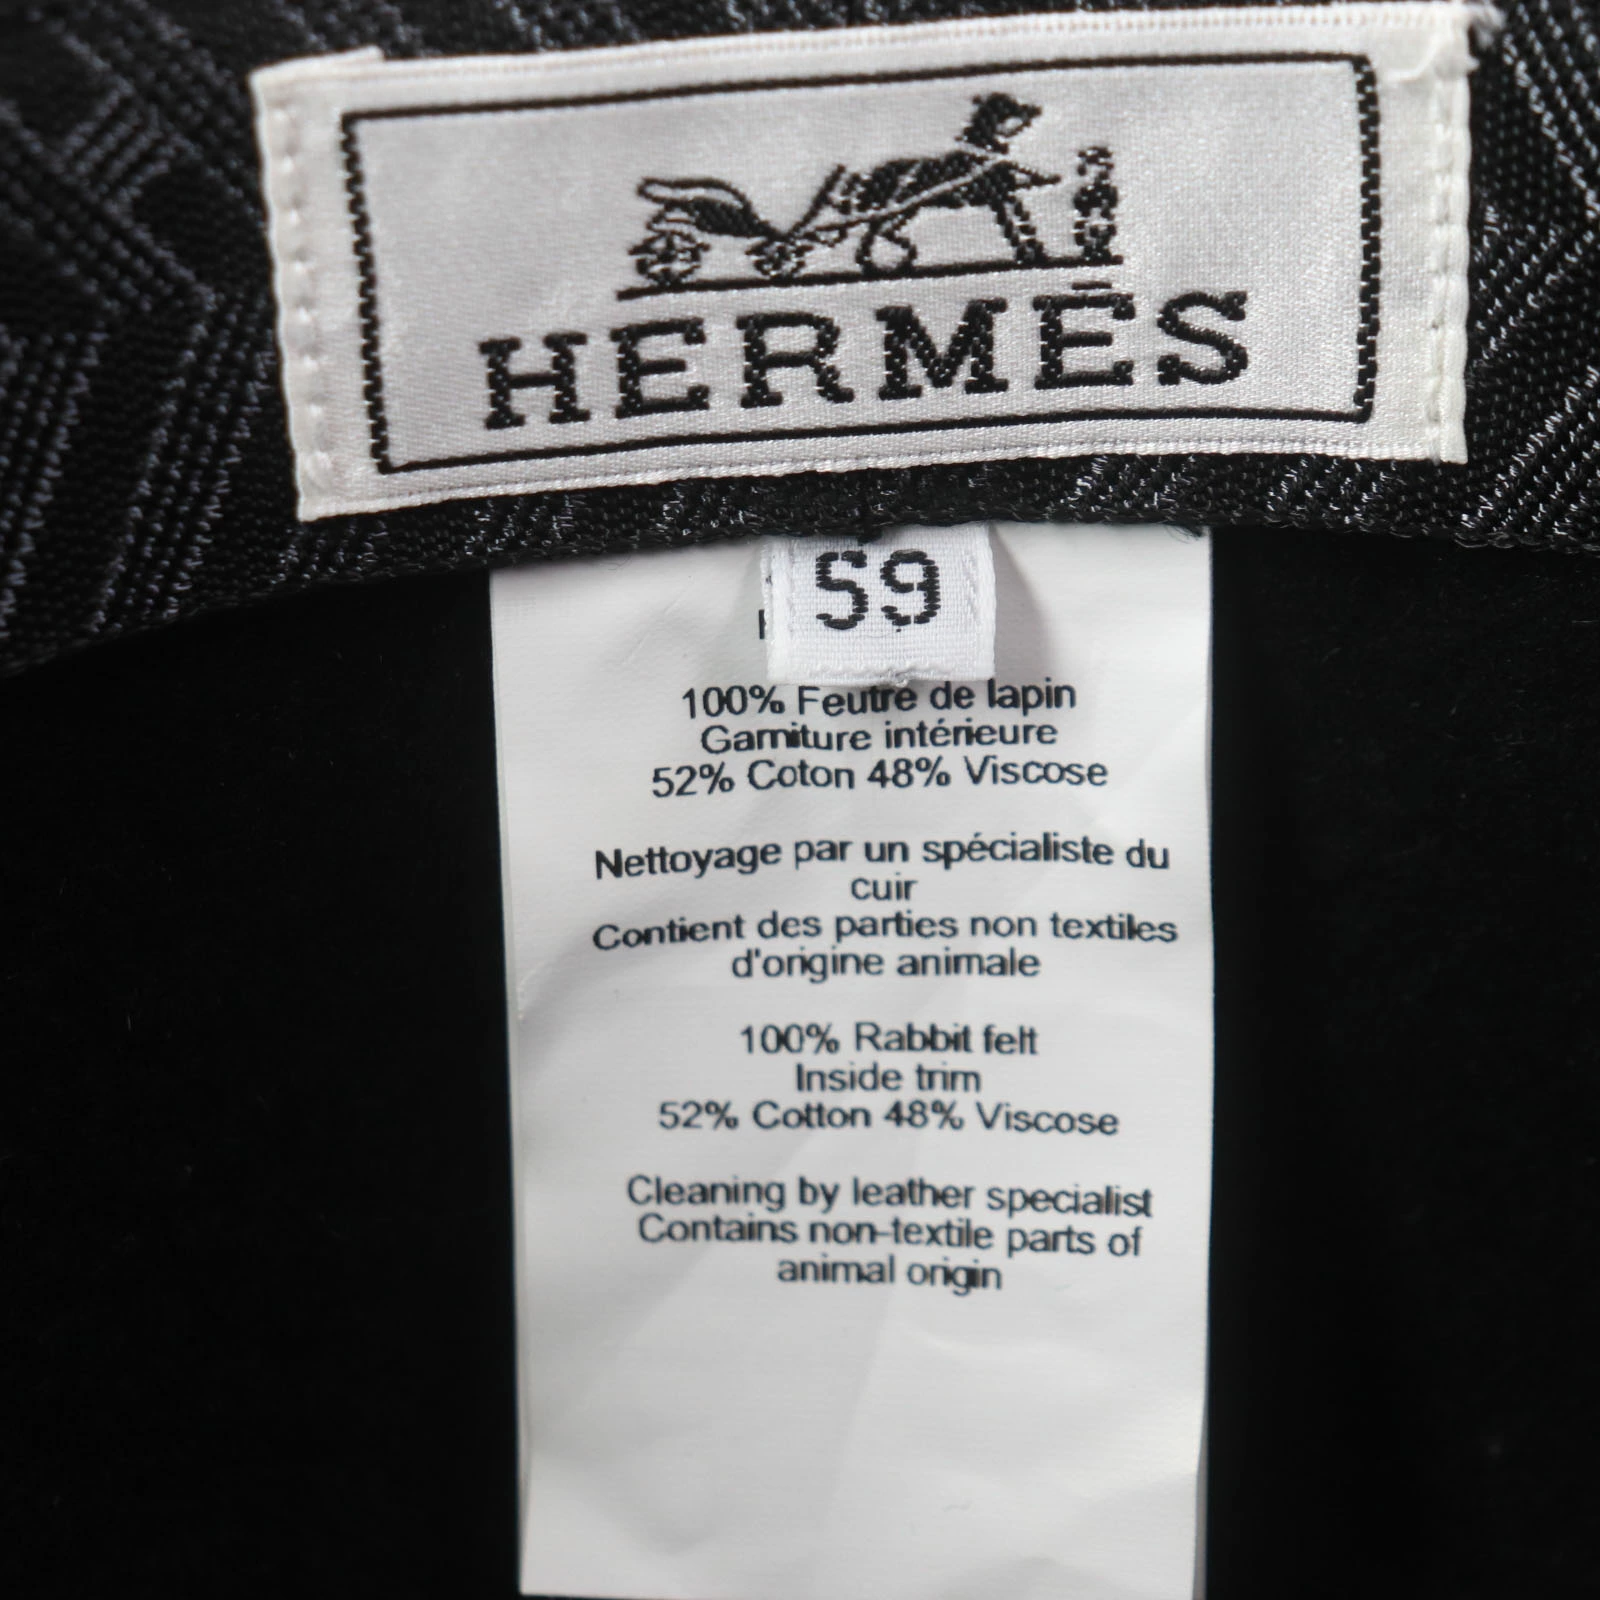 HERMÈS
59
100% Feutre de lapin
Garniture intérieure
52% Coton 48% Viscose
Nettoyage par un spécialiste du
cuir
Contient des parties non textiles
d'origine animale
100% Rabbit felt
Inside trim
52% Cotton 48% Viscose
Cleaning by leather specialist
Contains non-textile parts of
animal origin